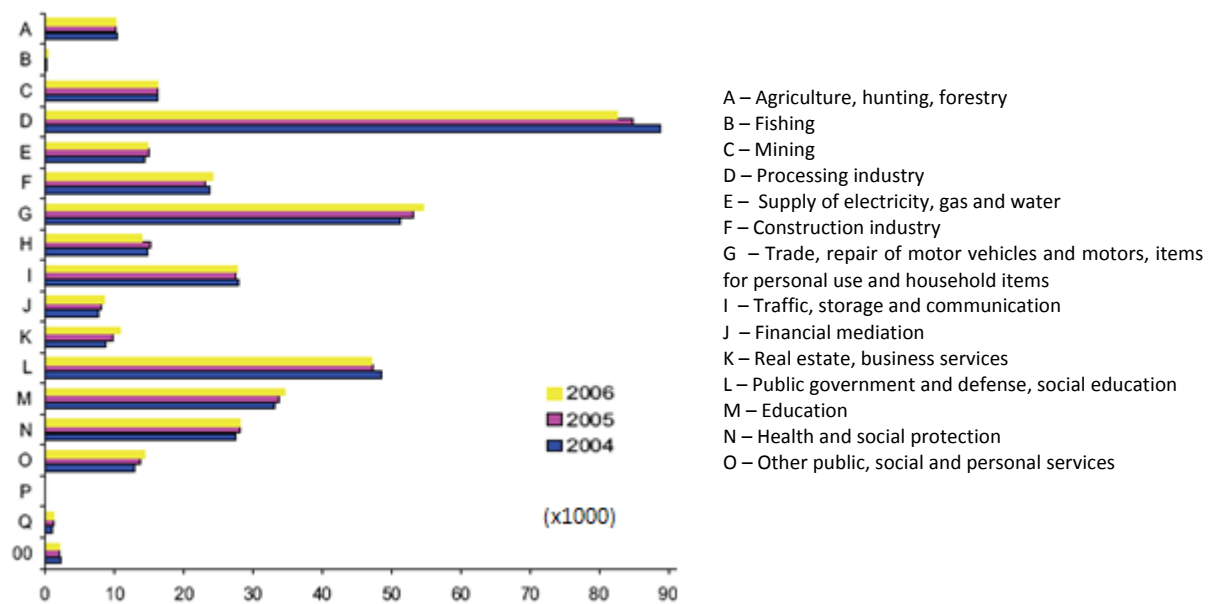 A
B
C
D
E
F
G
H
I
J
K
L
M
N
O
P
Q
00
0 10 20 30 40 50 60 70 80 90
2006
2005
2004
(x1000)
A – Agriculture, hunting, forestry
B – Fishing
C – Mining
D – Processing industry
E – Supply of electricity, gas and water
F – Construction industry
G – Trade, repair of motor vehicles and motors, items
for personal use and household items
I – Traffic, storage and communication
J – Financial mediation
K – Real estate, business services
L – Public government and defense, social education
M – Education
N – Health and social protection
O – Other public, social and personal services